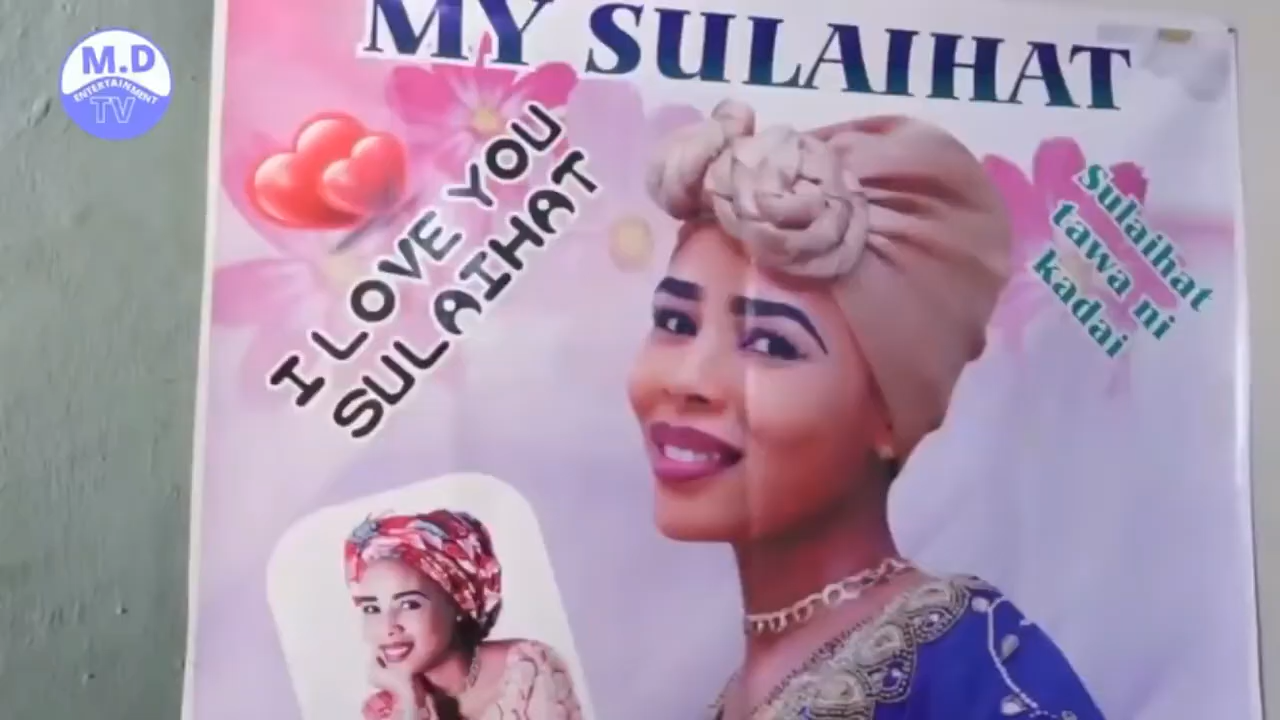 M.D
ENTERTAINMENT
TV
MY SULAIHAT
I LOVE YOU
SULAIHAT
Sulaihat
tawa ni
kadai